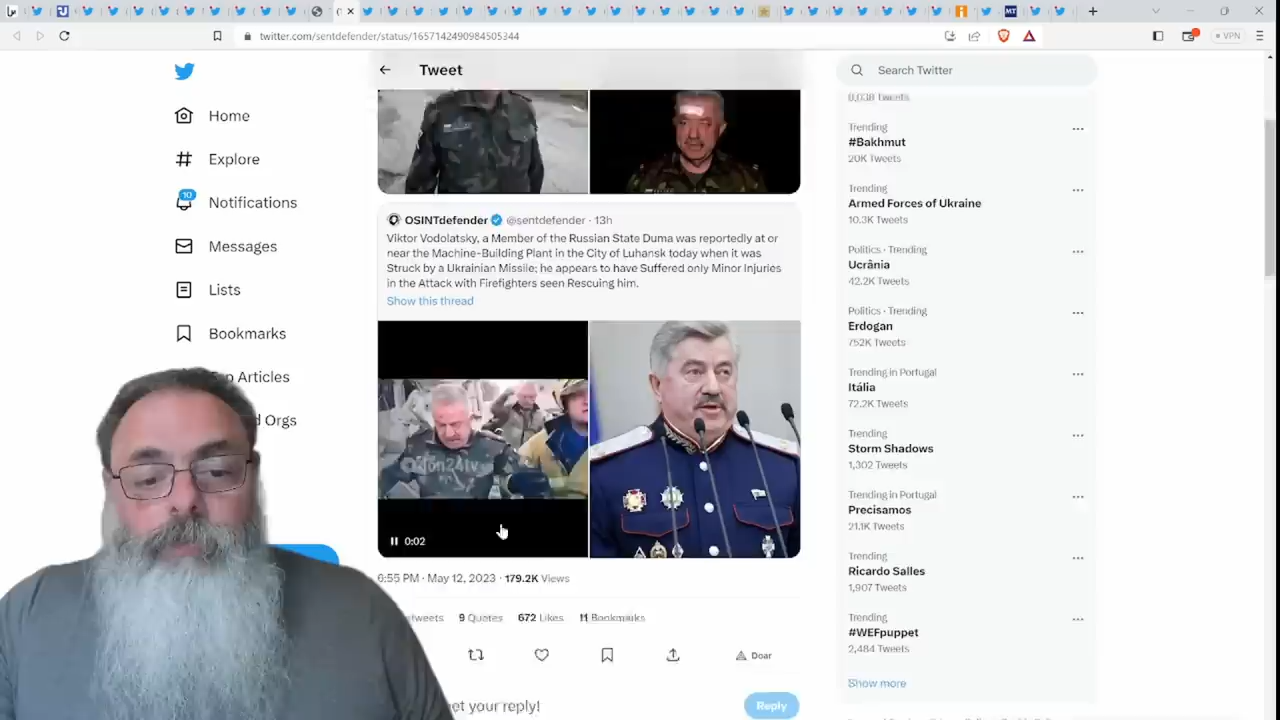 twitter.com/sentdefender/status/1657142490984505344
VPN
Tweet
Search Twitter
Home
Explore
10
Notifications
Messages
Lists
Bookmarks
Top Articles
Orgs
OSINTdefender @sentdefender · 13h
Viktor Vodolatsky, a Member of the Russian State Duma was reportedly at or
near the Machine-Building Plant in the City of Luhansk today when it was
Struck by a Ukrainian Missile; he appears to have Suffered only Minor Injuries
in the Attack with Firefighters seen Rescuing him.
Show this thread
0:02
6:55 PM · May 12, 2023 · 179.2K Views
9 Quotes 672 Likes 11 Bookmarks
Doar
your reply!
Reply
Tweets
Trending
#Bakhmut
20K Tweets
Trending
Armed Forces of Ukraine
10.3K Tweets
Politics · Trending
Ucrânia
42.2K Tweets
Politics · Trending
Erdogan
752K Tweets
Trending in Portugal
Itália
72.2K Tweets
Trending
Storm Shadows
1,302 Tweets
Trending in Portugal
Precisamos
21.1K Tweets
Trending
Ricardo Salles
1,907 Tweets
Trending
#WEFpuppet
2,484 Tweets
Show more